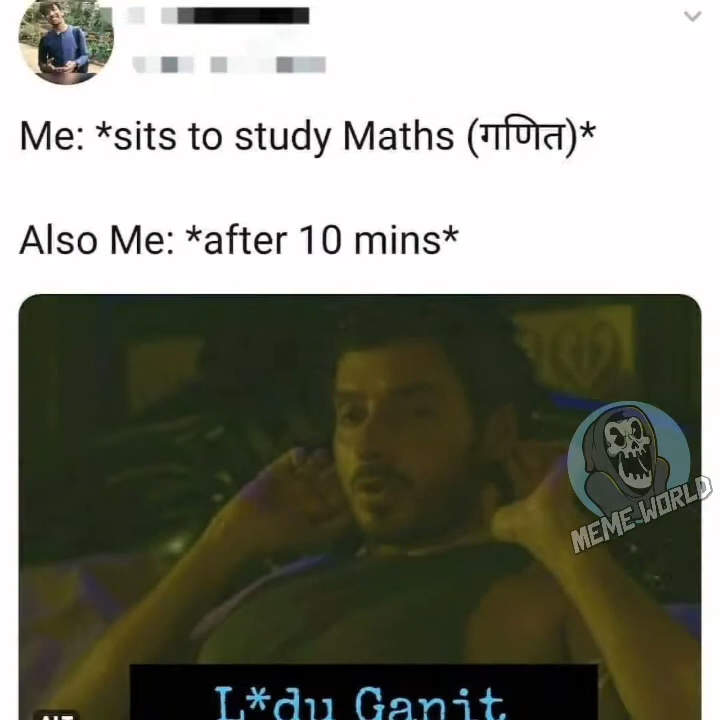 Me: *sits to study Maths (गणित)*
Also Me: *after 10 mins*
MEME-WORLD
L*du Ganit